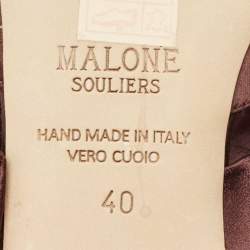 MALONE
SOULIERS
HAND MADE IN ITALY
VERO CUOIO
40